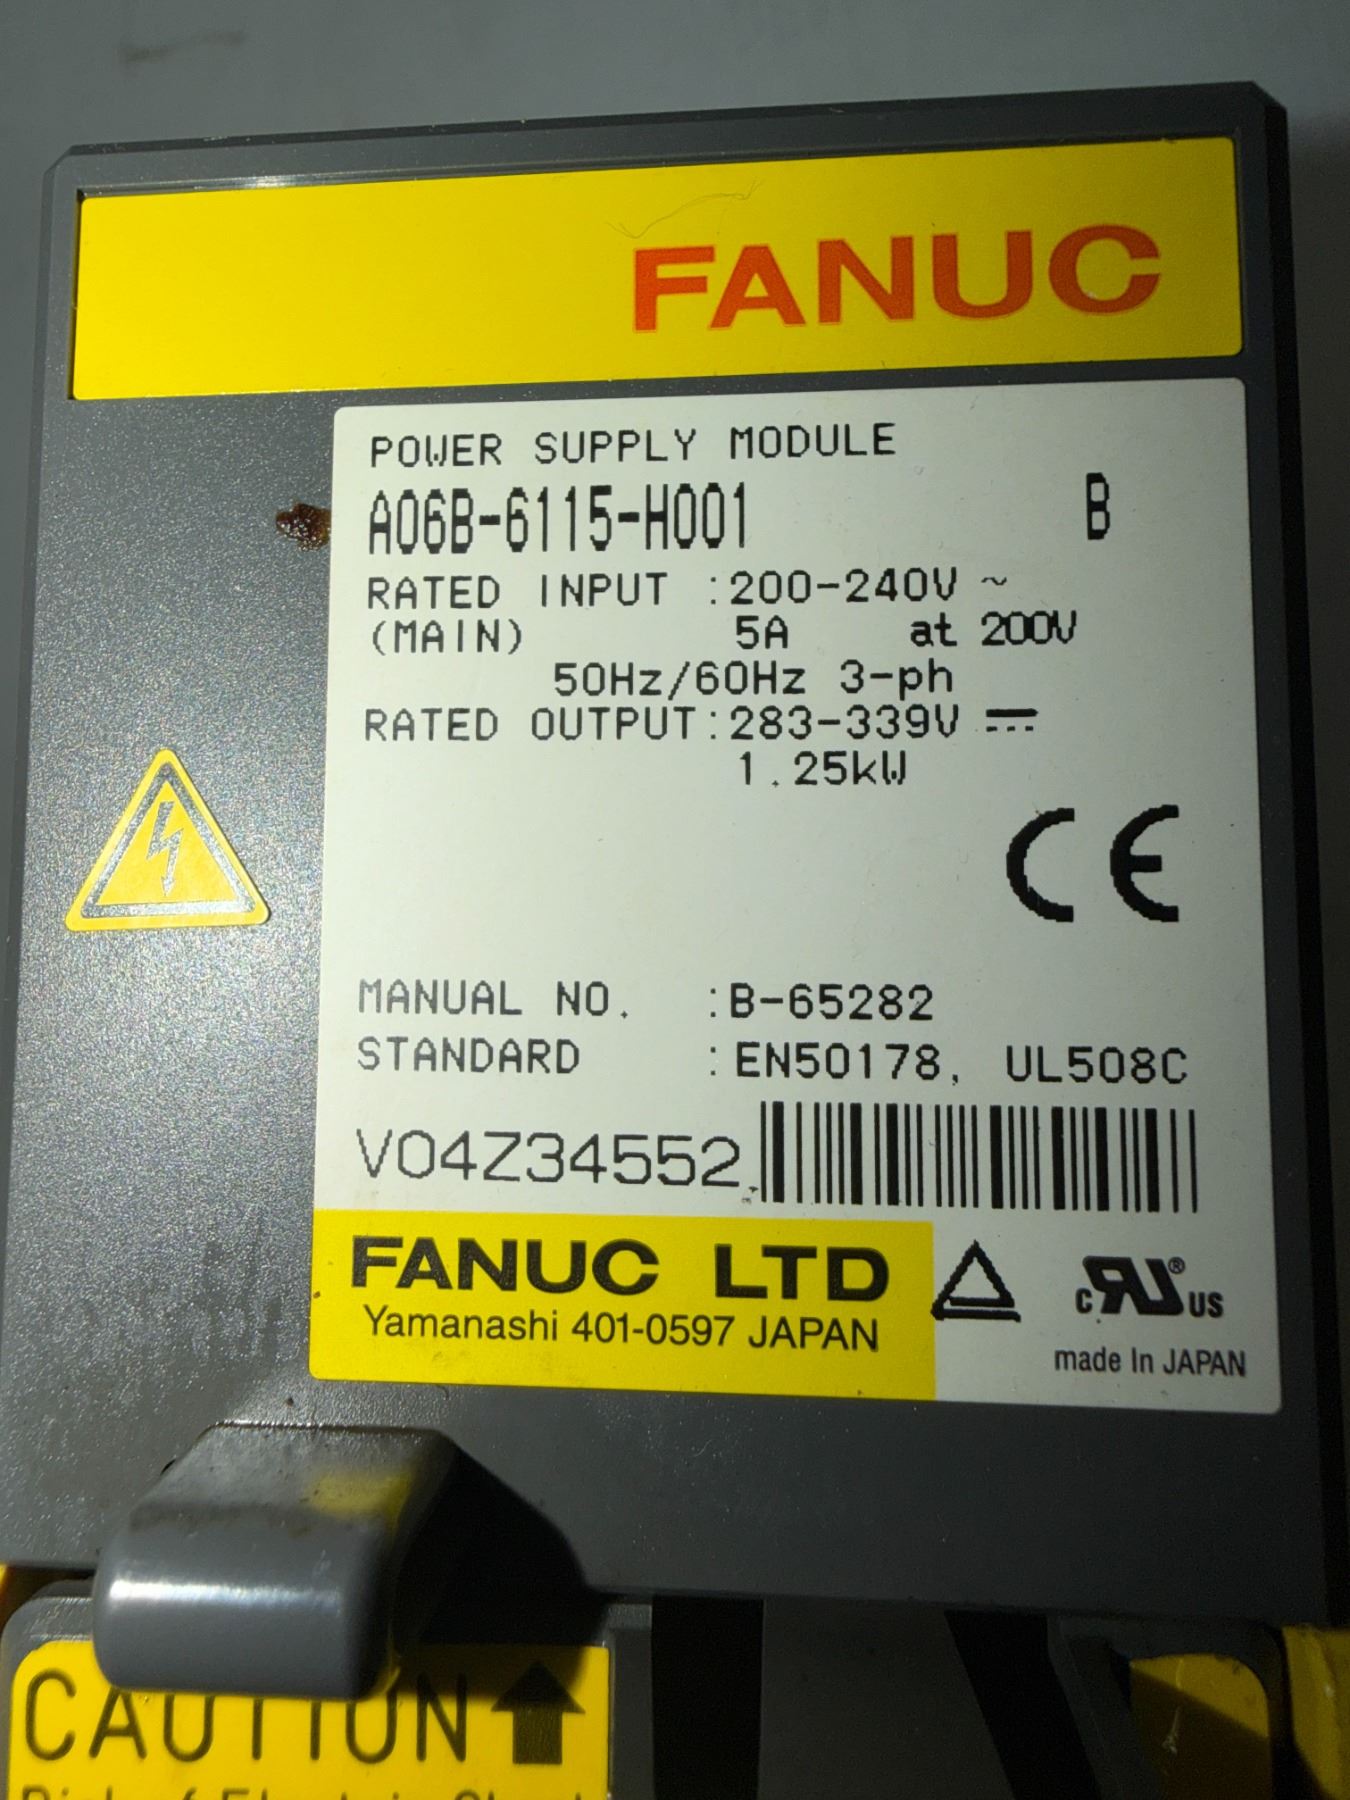 FANUC
POWER SUPPLY MODULE
A06B-6115-H001 B
RATED INPUT :200-240V ~
(MAIN) 5A at 200V
50Hz/60Hz 3-ph
RATED OUTPUT:283-339V ⎓
1.25kW
CE
MANUAL NO. :B-65282
STANDARD :EN50178, UL508C
V04Z34552
FANUC LTD
Yamanashi 401-0597 JAPAN
c RU® US
made In JAPAN
CAUTION